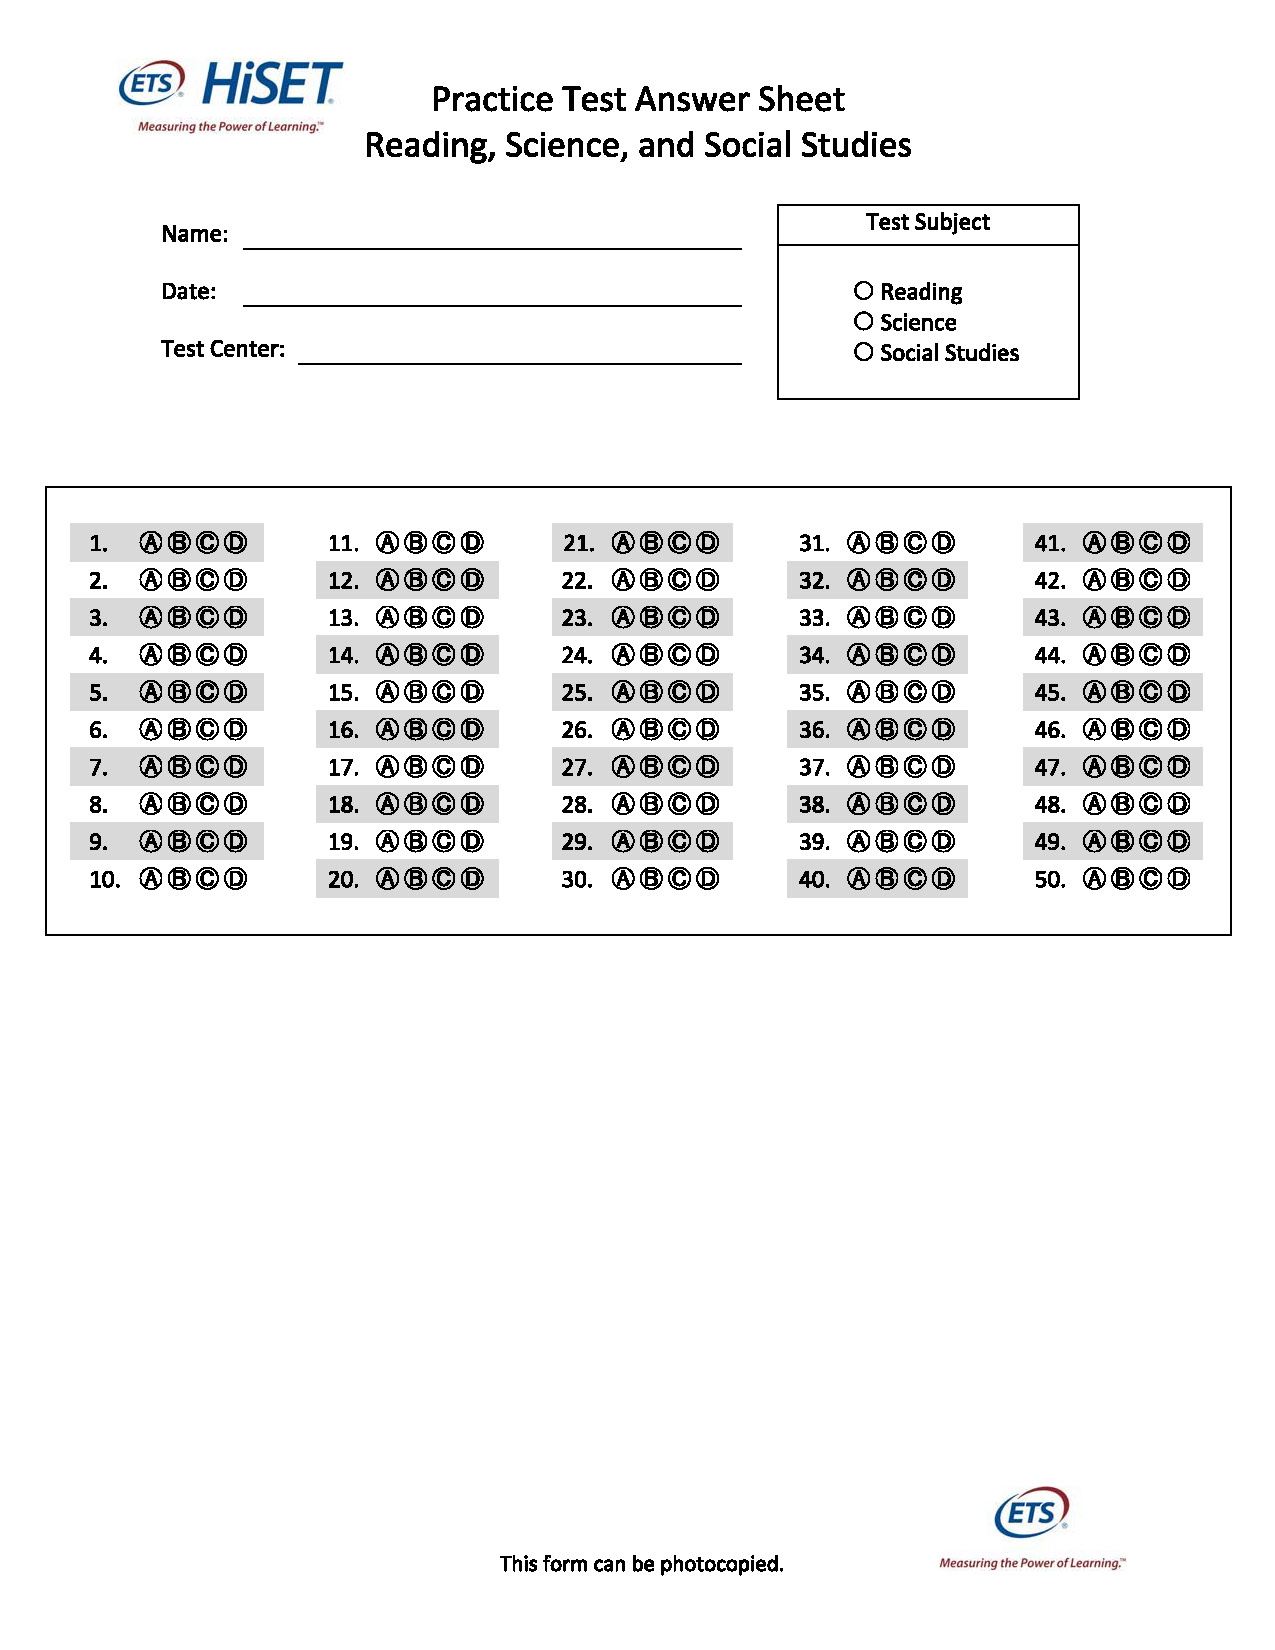 ETS® HiSET®
Measuring the Power of Learning.™
Practice Test Answer Sheet
Reading, Science, and Social Studies
Name:
Date:
Test Center:
Test Subject
Reading
Science
Social Studies
1. Ⓐ Ⓑ Ⓒ Ⓓ 11. Ⓐ Ⓑ Ⓒ Ⓓ 21. Ⓐ Ⓑ Ⓒ Ⓓ 31. Ⓐ Ⓑ Ⓒ Ⓓ 41. Ⓐ Ⓑ Ⓒ Ⓓ
2. Ⓐ Ⓑ Ⓒ Ⓓ 12. Ⓐ Ⓑ Ⓒ Ⓓ 22. Ⓐ Ⓑ Ⓒ Ⓓ 32. Ⓐ Ⓑ Ⓒ Ⓓ 42. Ⓐ Ⓑ Ⓒ Ⓓ
3. Ⓐ Ⓑ Ⓒ Ⓓ 13. Ⓐ Ⓑ Ⓒ Ⓓ 23. Ⓐ Ⓑ Ⓒ Ⓓ 33. Ⓐ Ⓑ Ⓒ Ⓓ 43. Ⓐ Ⓑ Ⓒ Ⓓ
4. Ⓐ Ⓑ Ⓒ Ⓓ 14. Ⓐ Ⓑ Ⓒ Ⓓ 24. Ⓐ Ⓑ Ⓒ Ⓓ 34. Ⓐ Ⓑ Ⓒ Ⓓ 44. Ⓐ Ⓑ Ⓒ Ⓓ
5. Ⓐ Ⓑ Ⓒ Ⓓ 15. Ⓐ Ⓑ Ⓒ Ⓓ 25. Ⓐ Ⓑ Ⓒ Ⓓ 35. Ⓐ Ⓑ Ⓒ Ⓓ 45. Ⓐ Ⓑ Ⓒ Ⓓ
6. Ⓐ Ⓑ Ⓒ Ⓓ 16. Ⓐ Ⓑ Ⓒ Ⓓ 26. Ⓐ Ⓑ Ⓒ Ⓓ 36. Ⓐ Ⓑ Ⓒ Ⓓ 46. Ⓐ Ⓑ Ⓒ Ⓓ
7. Ⓐ Ⓑ Ⓒ Ⓓ 17. Ⓐ Ⓑ Ⓒ Ⓓ 27. Ⓐ Ⓑ Ⓒ Ⓓ 37. Ⓐ Ⓑ Ⓒ Ⓓ 47. Ⓐ Ⓑ Ⓒ Ⓓ
8. Ⓐ Ⓑ Ⓒ Ⓓ 18. Ⓐ Ⓑ Ⓒ Ⓓ 28. Ⓐ Ⓑ Ⓒ Ⓓ 38. Ⓐ Ⓑ Ⓒ Ⓓ 48. Ⓐ Ⓑ Ⓒ Ⓓ
9. Ⓐ Ⓑ Ⓒ Ⓓ 19. Ⓐ Ⓑ Ⓒ Ⓓ 29. Ⓐ Ⓑ Ⓒ Ⓓ 39. Ⓐ Ⓑ Ⓒ Ⓓ 49. Ⓐ Ⓑ Ⓒ Ⓓ
10. Ⓐ Ⓑ Ⓒ Ⓓ 20. Ⓐ Ⓑ Ⓒ Ⓓ 30. Ⓐ Ⓑ Ⓒ Ⓓ 40. Ⓐ Ⓑ Ⓒ Ⓓ 50. Ⓐ Ⓑ Ⓒ Ⓓ
This form can be photocopied.
ETS®
Measuring the Power of Learning.™